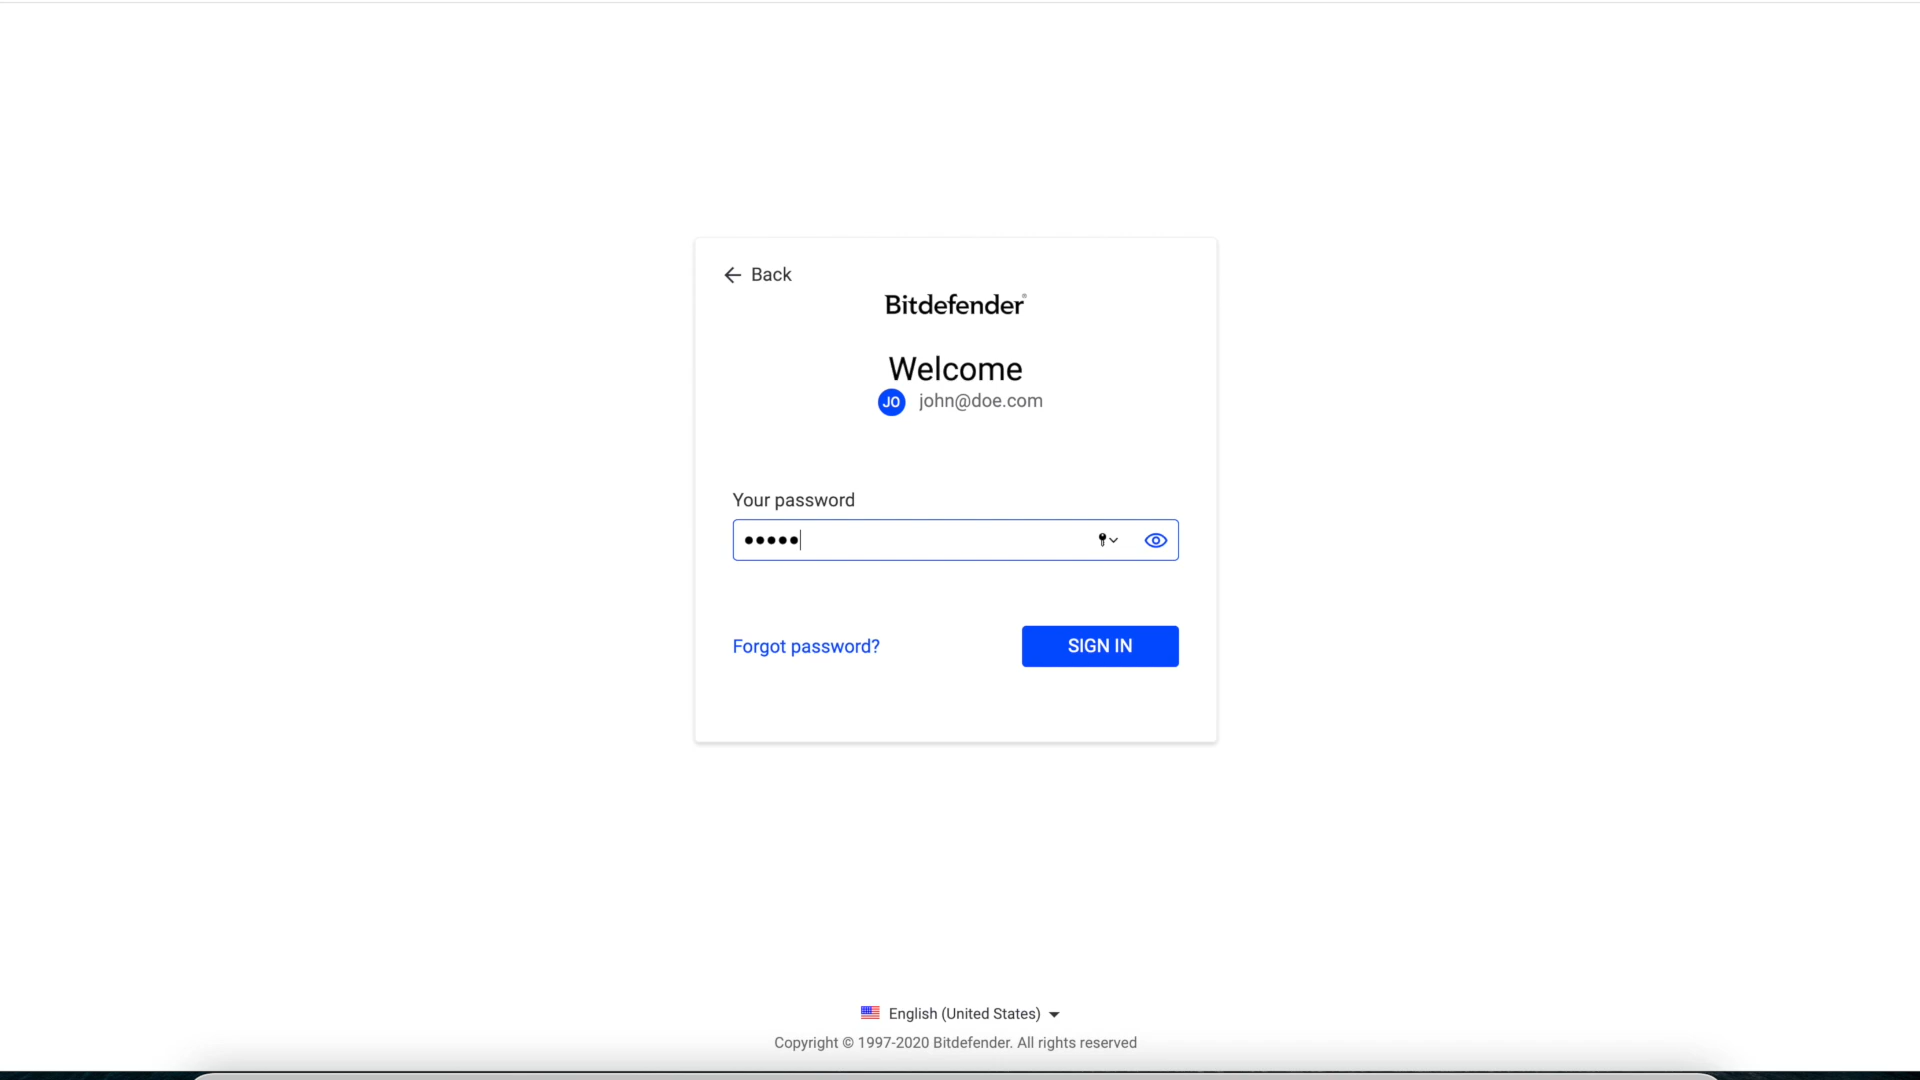 Back
Bitdefender
Welcome
JO john@doe.com
Your password
•••••
Forgot password?
SIGN IN
English (United States)
Copyright © 1997-2020 Bitdefender. All rights reserved